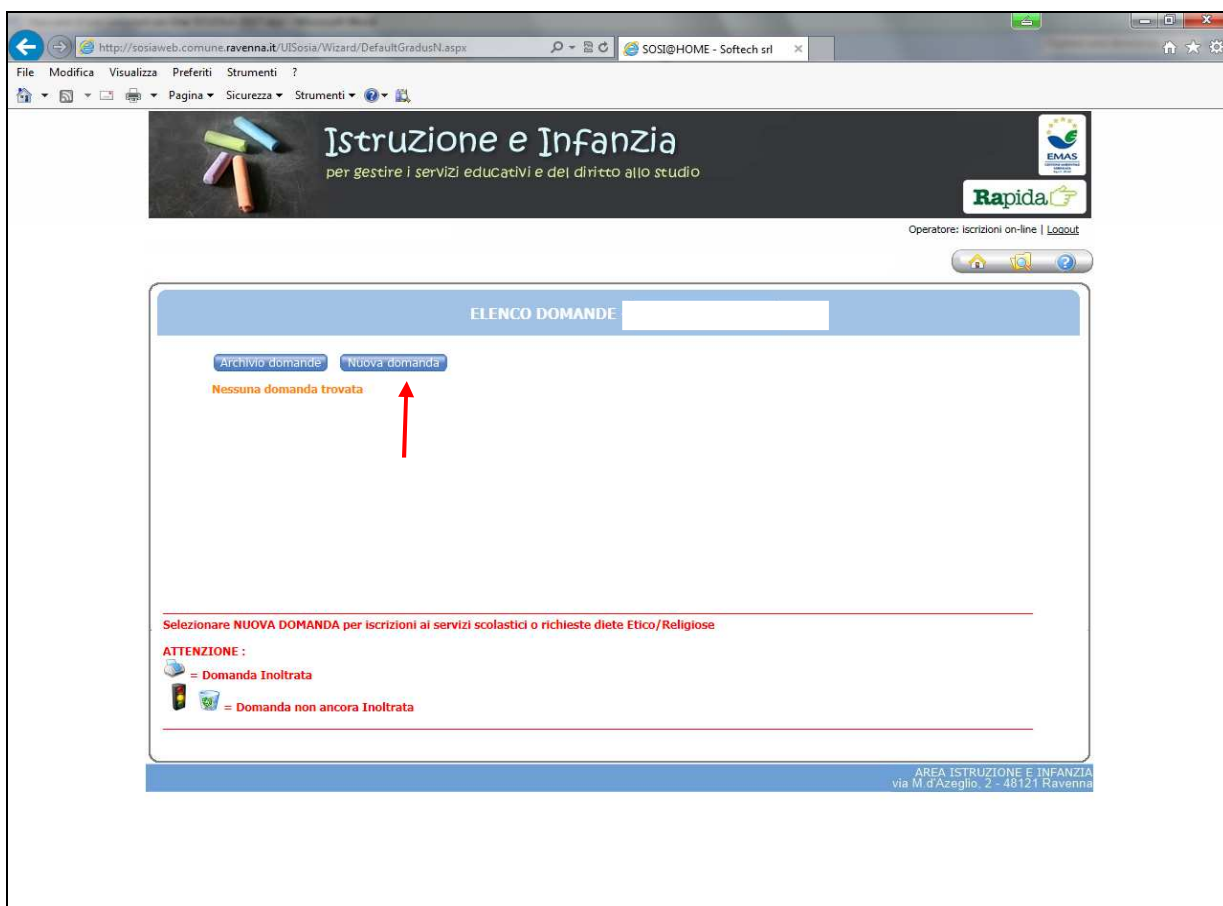 http://sosiaweb.comune.ravenna.it/UISosia/Wizard/DefaultGradusN.aspx
SOSI@HOME - Softech srl
File Modifica Visualizza Preferiti Strumenti ?
Pagina Sicurezza Strumenti
Istruzione e Infanzia
per gestire i servizi educativi e del diritto allo studio
EMAS
Rapida
Operatore: iscrizioni on-line | Logout
ELENCO DOMANDE
Archivio domande Nuova domanda
Nessuna domanda trovata
Selezionare NUOVA DOMANDA per iscrizioni ai servizi scolastici o richieste diete Etico/Religiose
ATTENZIONE :
= Domanda Inoltrata
= Domanda non ancora Inoltrata
AREA ISTRUZIONE E INFANZIA
via M.d'Azeglio, 2 - 48121 Ravenna